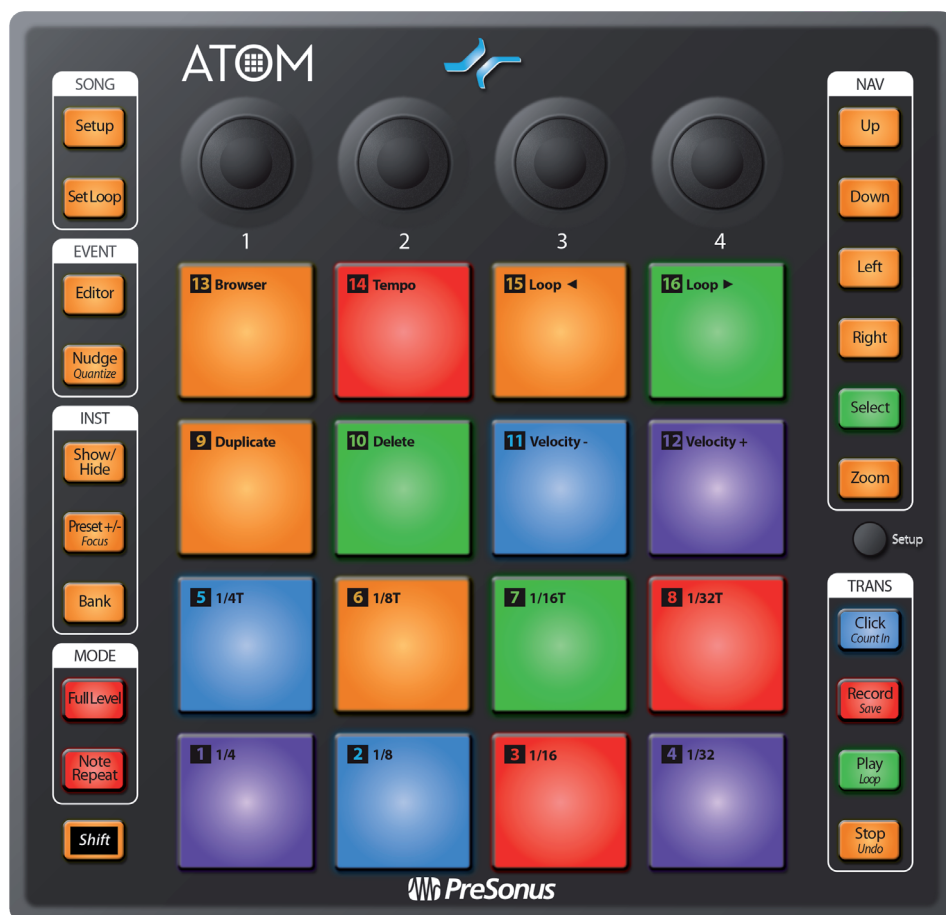 ATOM
SONG
Setup
Set Loop
EVENT
Editor
Nudge
Quantize
INST
Show/
Hide
Preset +/-
Focus
Bank
MODE
Full Level
Note
Repeat
Shift
1 2 3 4
13 Browser
14 Tempo
15 Loop ◄
16 Loop ►
9 Duplicate
10 Delete
11 Velocity -
12 Velocity +
5 1/4T
6 1/8T
7 1/16T
8 1/32T
1 1/4
2 1/8
3 1/16
4 1/32
PreSonus
NAV
Up
Down
Left
Right
Select
Zoom
Setup
TRANS
Click
Count In
Record
Save
Play
Loop
Stop
Undo